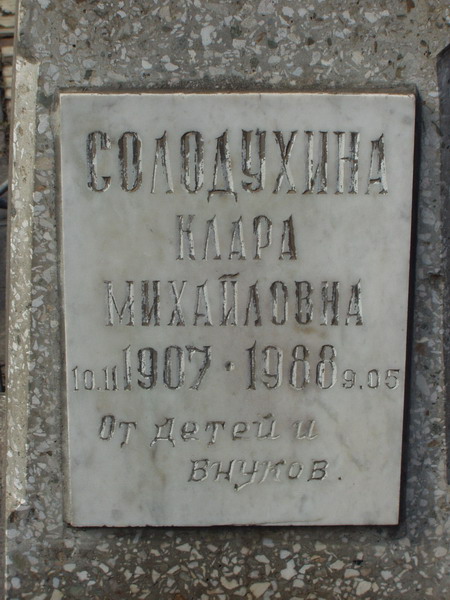 СОЛОДУХИНА
КЛАРА
МИХАЙЛОВНА
10.11 1907 · 1988 9.05
От детей и
внуков.